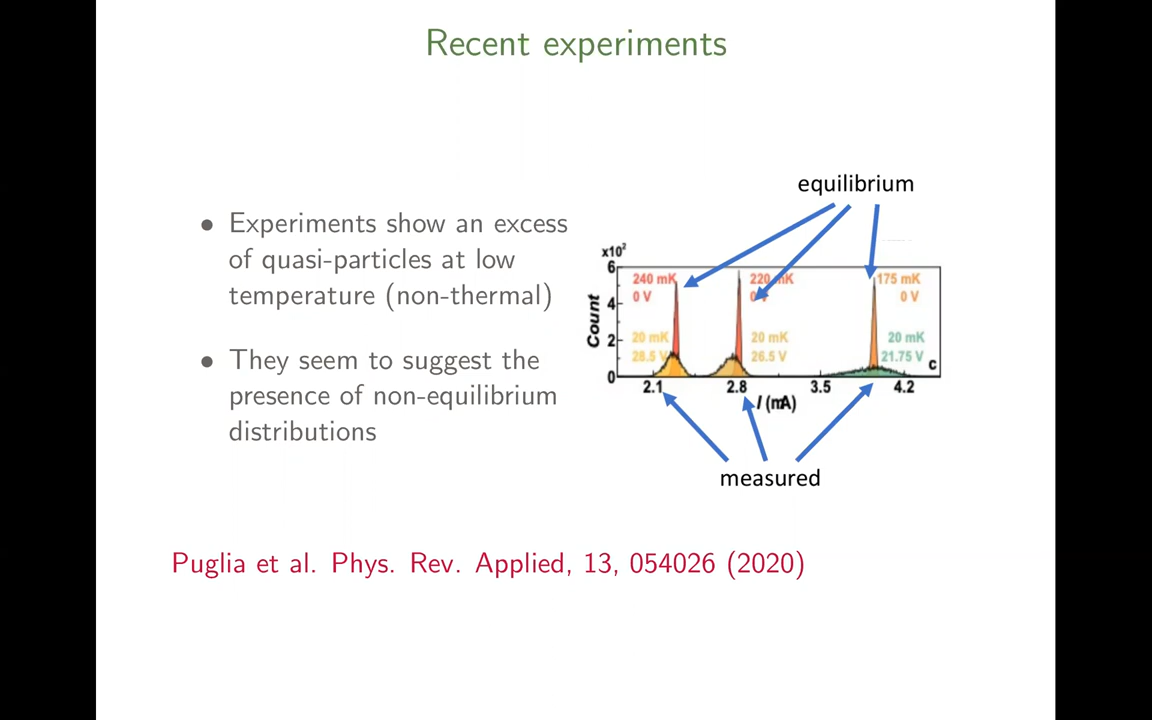 Recent experiments
equilibrium
• Experiments show an excess
of quasi-particles at low
temperature (non-thermal)
• They seem to suggest the
presence of non-equilibrium
distributions
x10²
6
4
2
0
Count
240 mK
0 V
220 mK
175 mK
0 V
20 mK
28.5 V
20 mK
26.5 V
20 mK
21.75 V
c
2.1 2.8 3.5 4.2
I (mA)
measured
Puglia et al. Phys. Rev. Applied, 13, 054026 (2020)